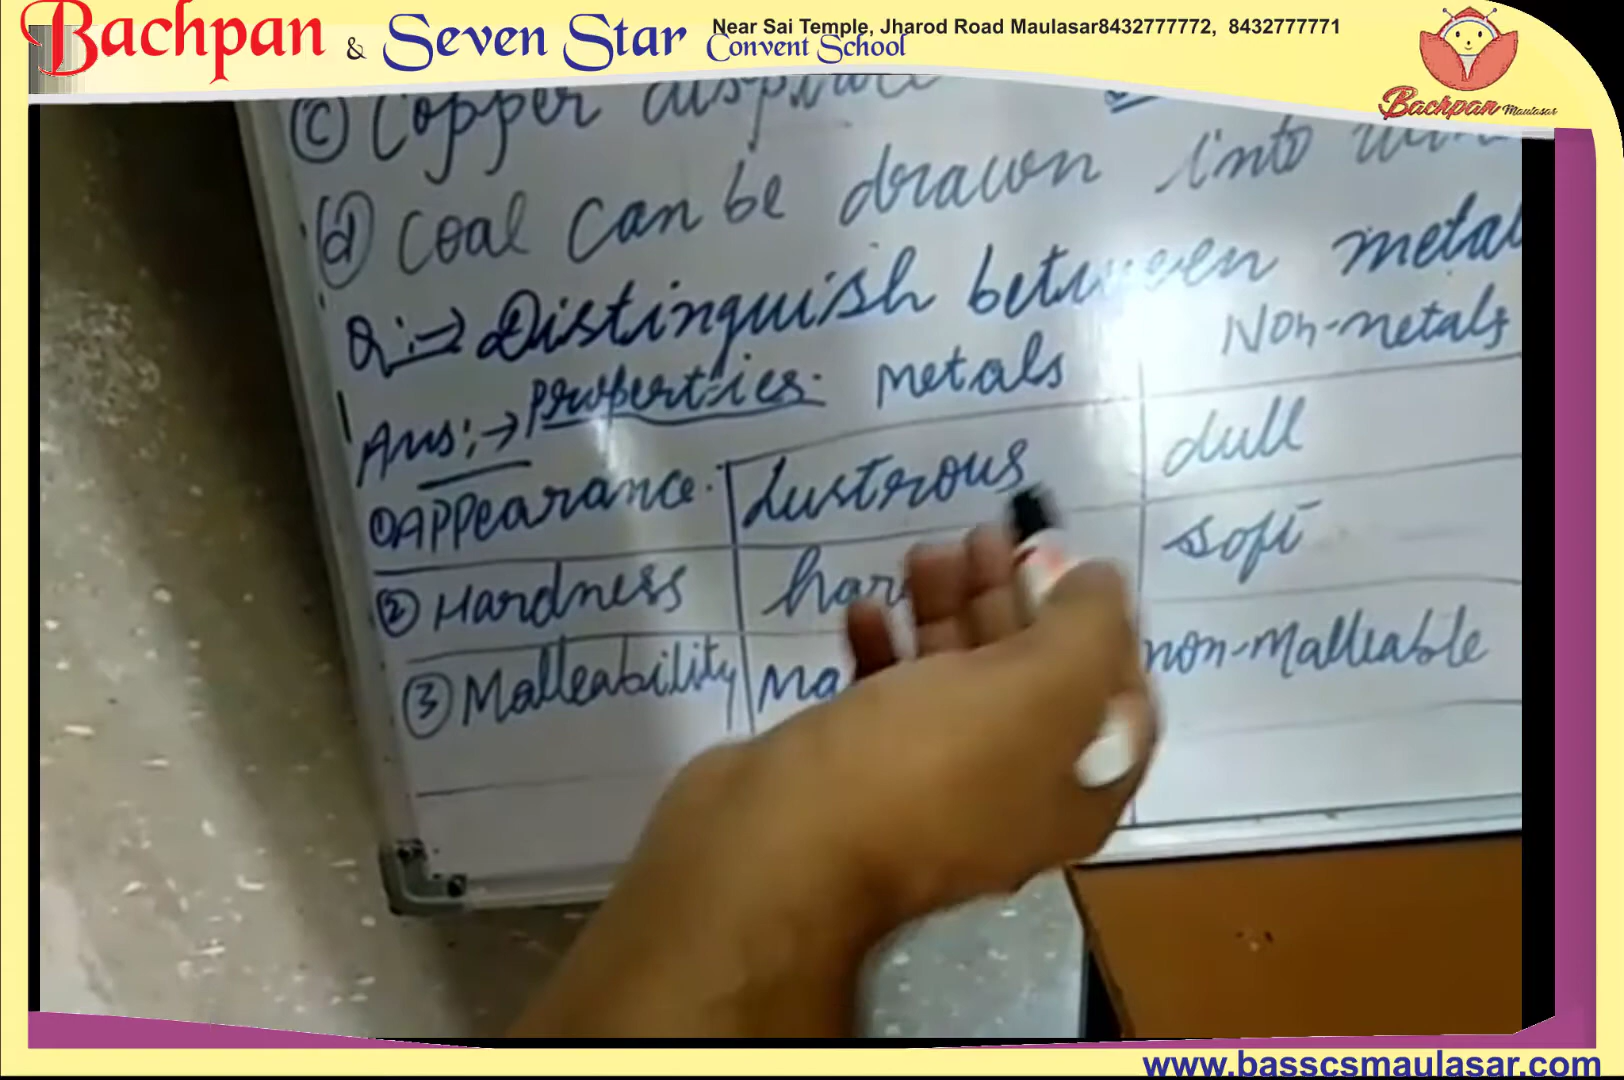 Bachpan & Seven Star Convent School
Near Sai Temple, Jharod Road Maulasar8432777772, 8432777771
Bachpan Maulasar
(c) Copper
(d) Coal can be drawn into
Q:-> Distinguish between metal
Ans:-> Properties. Metals Non-metals
① Appearance. Lustrous dull
② Hardness har soft
③ Malleability Ma non-Malleable
www.basscsmaulasar.com